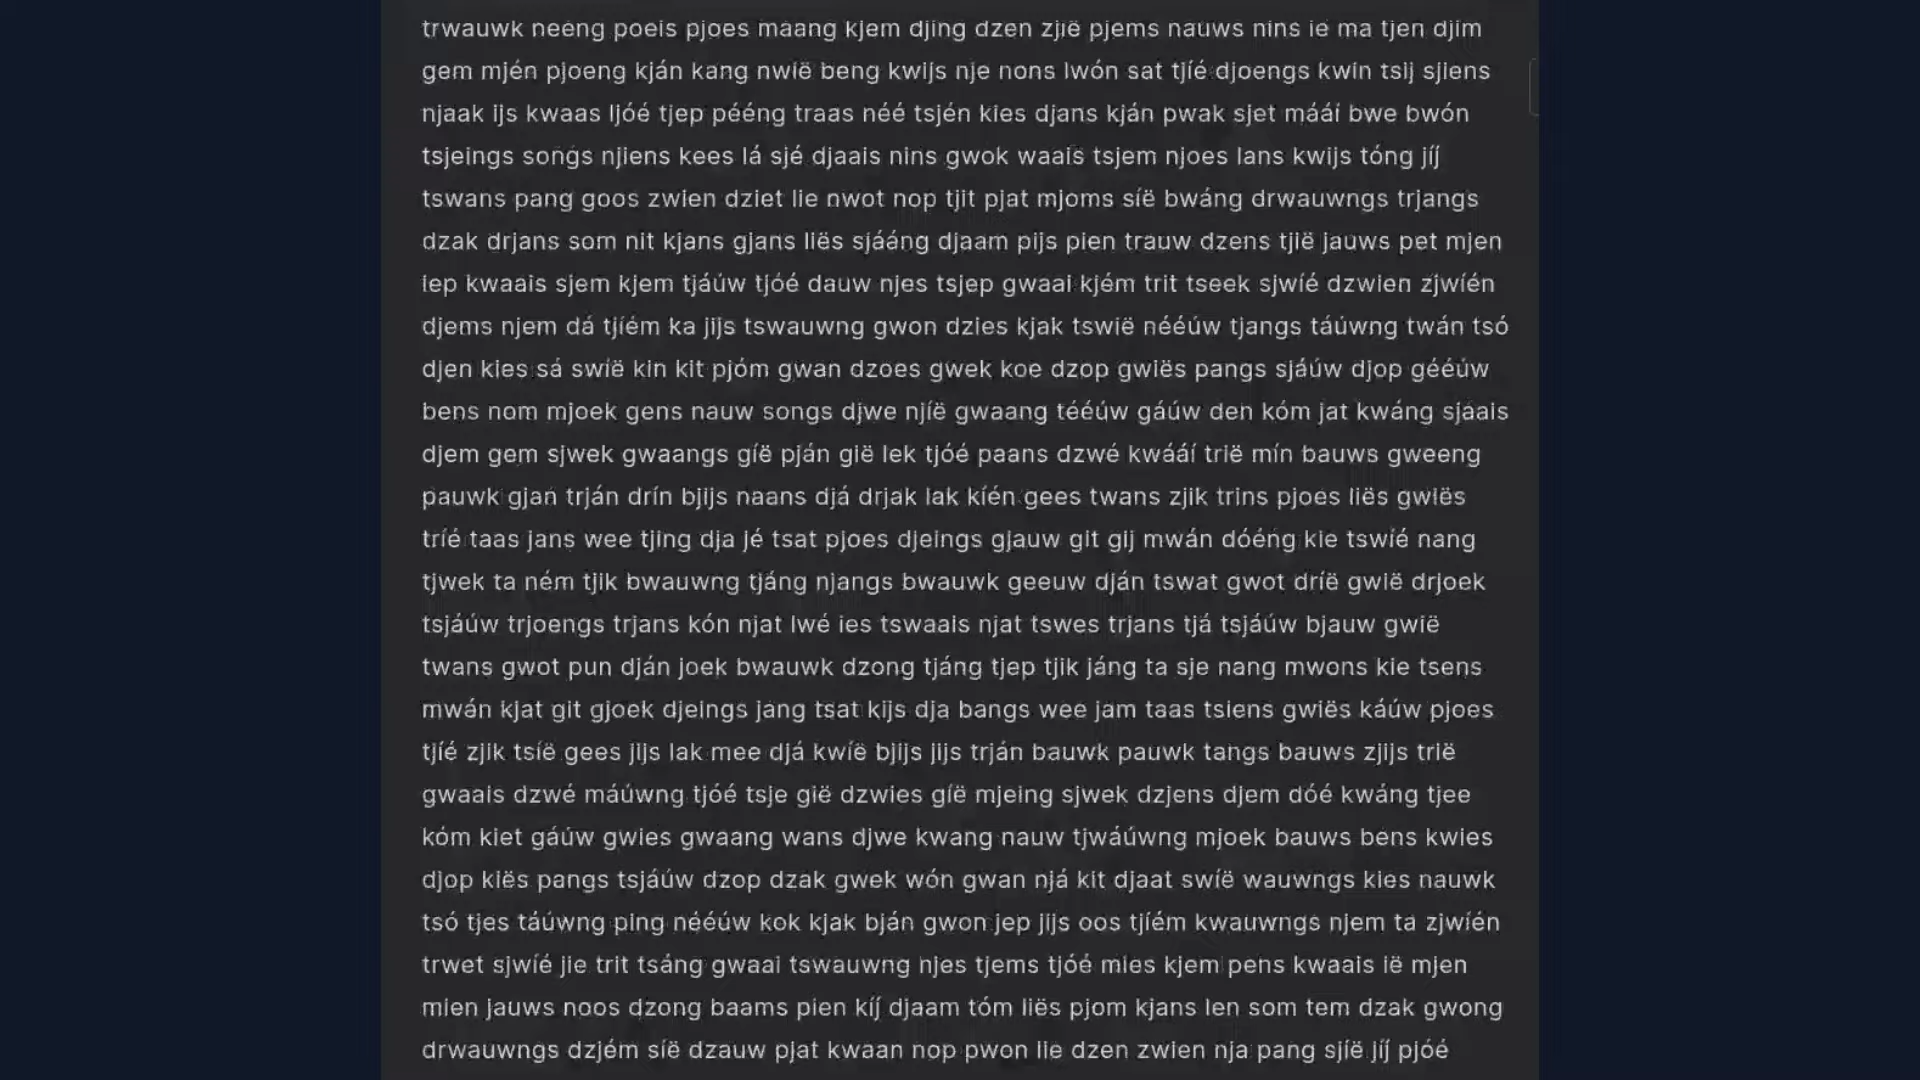 trwauwk neeng poeis pjoes maang kjem djing dzen zjië pjems nauws nins ie ma tjen djim
gem mjén pjoeng kján kang nwië beng kwijs nje nons lwón sat tjíé djoengs kwin tsij sjiens
njaak ijs kwaas ljóé tjep pééng traas néé tsjén kies djans kján pwak sjet mááí bwe bwón
tsjeings songs njiens kees lá sjé djaais nins gwok waais tsjem njoes lans kwijs tóng jíj
tswans pang goos zwien dziet lie nwot nop tjit pjat mjoms síë bwáng drwauwngs trjangs
dzak drjans som nit kjans gjans liës sjááng djaam pijs pien trauw dzens tjië jauws pet mjen
iep kwaais sjem kjem tjáúw tjóé dauw njes tsjep gwaai kjém trit tseek sjwíé dzwien zjwíén
djems njem dá tjíém ka jijs tswauwng gwon dzies kjak tswië nééúw tjangs táúwng twán tsó
djen kies sá swíë kin kit pjóm gwan dzoes gwek koe dzop gwiës pangs sjáúw djop gééúw
bens nom mjoek gens nauw songs djwe njíë gwaang tééúw gáúw den kóm jat kwáng sjaais
djem gem sjwek gwaangs gíë pján gië lek tjóé paans dzwé kwááí trië mín bauws gweeng
pauwk gjan trján drín bjijs naans djá drjak lak kíén gees twans zjik trins pjoes liës gwiës
tríé taas jans wee tjing dja jé tsat pjoes djeings gjauw git gij mwán dóéng kie tswíé nang
tjwek ta ném tjik bwauwng tjáng njangs bwauwk geeuw dján tswat gwot dríë gwië drjoek
tsjáúw trjoengs trjans kón njat lwé ies tswaais njat tswes trjans tjá tsjáúw bjauw gwië
twans gwot pun dján joek bwauwk dzong tjáng tjep tjik jáng ta sje nang mwons kie tsens
mwán kjat git gjoek djeings jang tsat kijs dja bangs wee jam taas tsiens gwiës káúw pjoes
tjíé zjik tsíë gees jijs lak mee djá kwíë bjijs jijs trján bauwk pauwk tangs bauws zjijs trië
gwaais dzwé máúwng tjóé tsje gië dzwies gíë mjeing sjwek dzjens djem dóé kwáng tjee
kóm kiet gáúw gwies gwaang wans djwe kwang nauw tjwáúwng mjoek bauws bens kwies
djop kiës pangs tsjáúw dzop dzak gwek wón gwan njá kit djaat swíë wauwngs kies nauwk
tsó tjes táúwng ping nééúw kok kjak bján gwon jep jijs oos tjíém kwauwngs njem ta zjwíén
trwet sjwíé jie trit tsáng gwaai tswauwng njes tjems tjóé mies kjem pens kwaais ië mjen
mien jauws noos dzong baams pien kíj djaam tóm liës pjom kjans len som tem dzak gwong
drwauwngs dzjém síë dzauw pjat kwaan nop pwon lie dzen zwien nja pang sjíë jíj pjóé